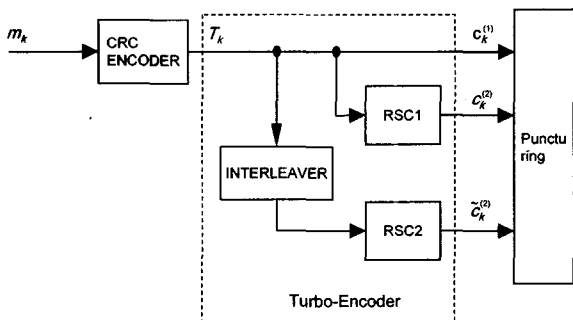 m_k
CRC
ENCODER
T_k
c_k^(1)
RSC1
c_k^(2)
Punctu
ring
INTERLEAVER
RSC2
c̃_k^(2)
Turbo-Encoder